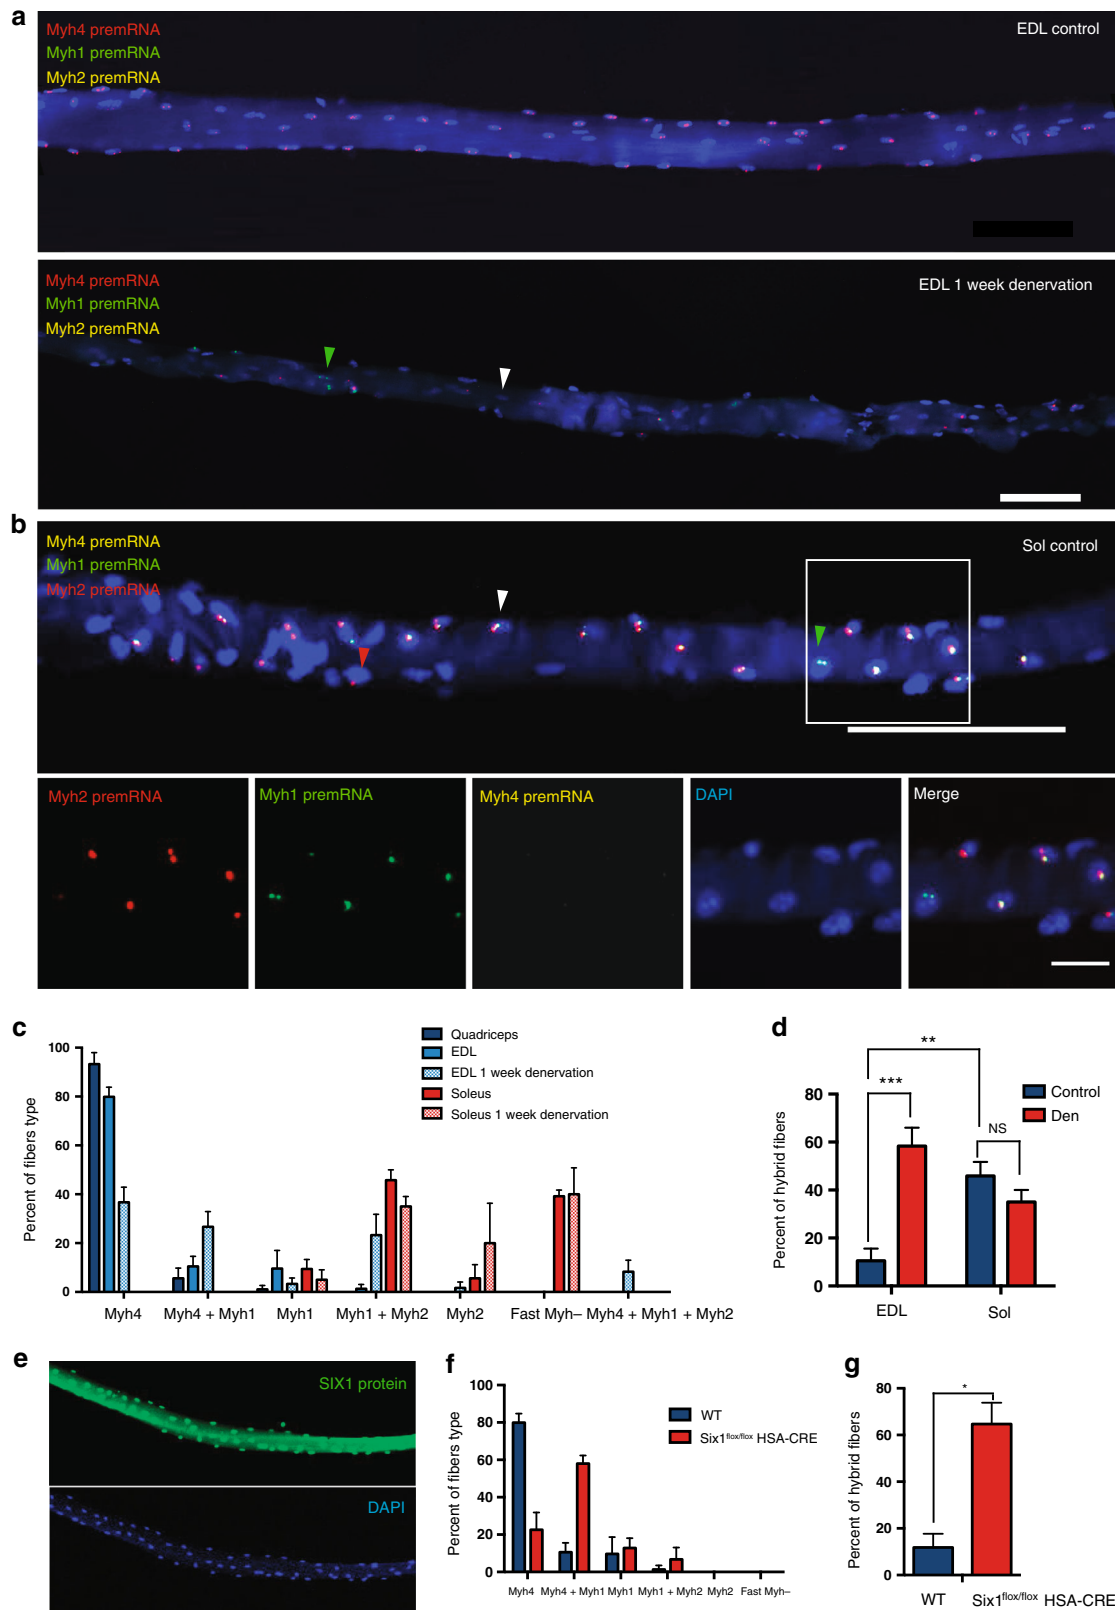 a
Myh4 premRNA
Myh1 premRNA
Myh2 premRNA
EDL control
Myh4 premRNA
Myh1 premRNA
Myh2 premRNA
EDL 1 week denervation
b
Myh4 premRNA
Myh1 premRNA
Myh2 premRNA
Sol control
Myh2 premRNA
Myh1 premRNA
Myh4 premRNA
DAPI
Merge
c
Percent of fibers type
100
80
60
40
20
0
Quadriceps
EDL
EDL 1 week denervation
Soleus
Soleus 1 week denervation
Myh4
Myh4 + Myh1
Myh1
Myh1 + Myh2
Myh2
Fast Myh–
Myh4 + Myh1 + Myh2
d
Percent of hybrid fibers
80
60
40
20
0
**
***
NS
Control
Den
EDL
Sol
e
SIX1 protein
DAPI
f
Percent of fibers type
100
80
60
40
20
0
WT
Six1flox/flox HSA-CRE
Myh4
Myh4 + Myh1
Myh1
Myh1 + Myh2
Myh2
Fast Myh–
g
Percent of hybrid fibers
80
60
40
20
0
*
WT
Six1flox/flox HSA-CRE